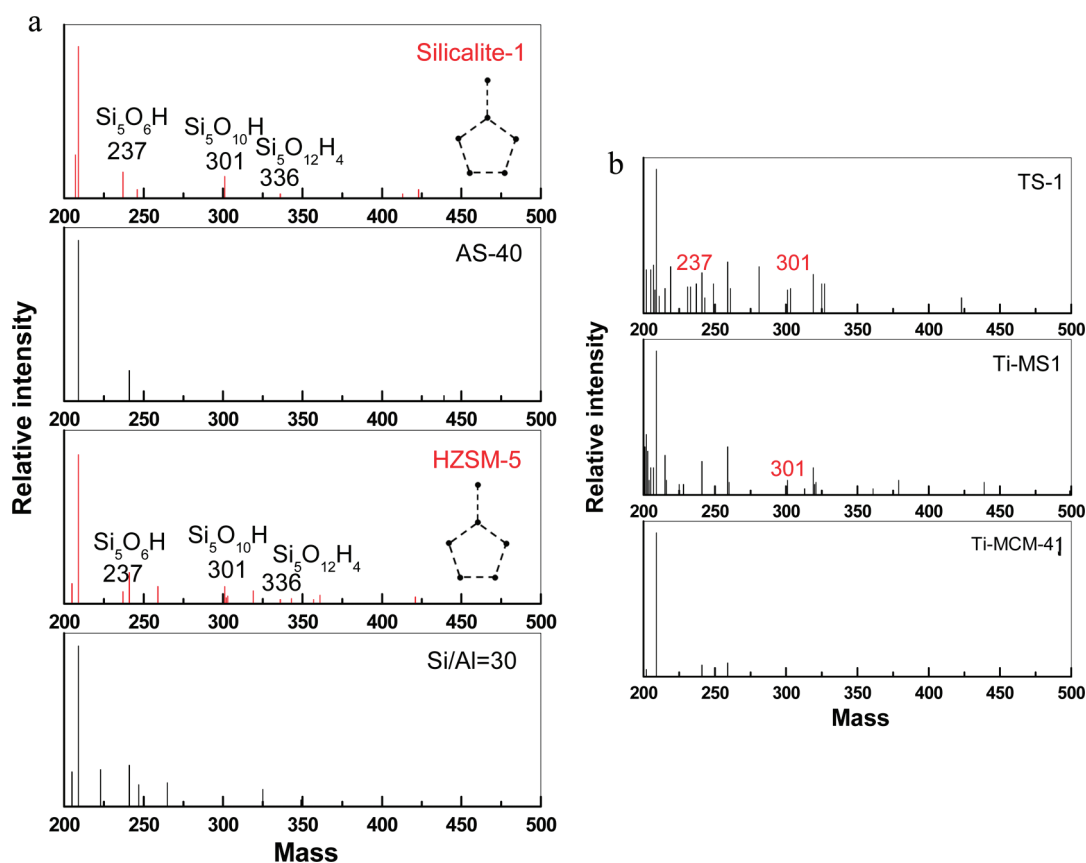 a
Silicalite-1
Si5O6H
237
Si5O10H
301
Si5O12H4
336
200 250 300 350 400 450 500
AS-40
200 250 300 350 400 450 500
HZSM-5
Si5O6H
237
Si5O10H
301
Si5O12H4
336
200 250 300 350 400 450 500
Si/Al=30
200 250 300 350 400 450 500
Mass
Relative intensity
b
TS-1
237
301
200 250 300 350 400 450 500
Ti-MS1
301
200 250 300 350 400 450 500
Ti-MCM-41
200 250 300 350 400 450 500
Mass
Relative intensity